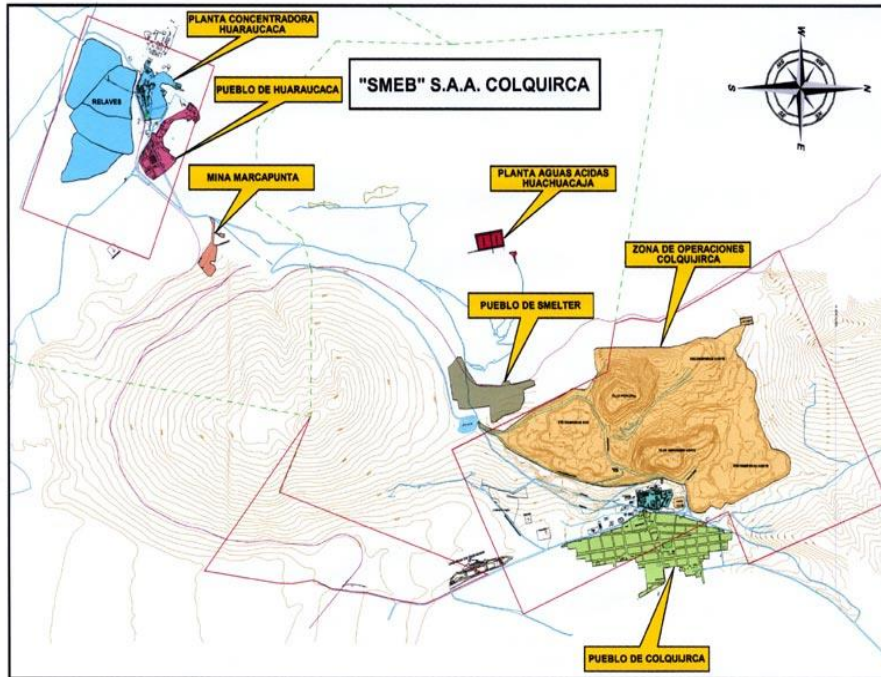 PLANTA CONCENTRADORA
HUARAUCACA
"SMEB" S.A.A. COLQUIRCA
W
S
N
E
RELAVES
PUEBLO DE HUARAUCACA
MINA MARCAPUNTA
PLANTA AGUAS ACIDAS
HUACHUACAJA
ZONA DE OPERACIONES
COLQUIJIRCA
PUEBLO DE SMELTER
PUEBLO DE COLQUIJRCA